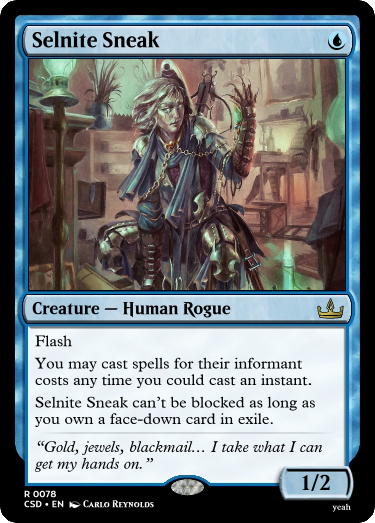 Selnite Sneak
Creature — Human Rogue
Flash
You may cast spells for their informant
costs any time you could cast an instant.
Selnite Sneak can't be blocked as long as
you own a face-down card in exile.
“Gold, jewels, blackmail… I take what I can
get my hands on.”
1/2
R 0078
CSD • EN Carlo Reynolds
yeah